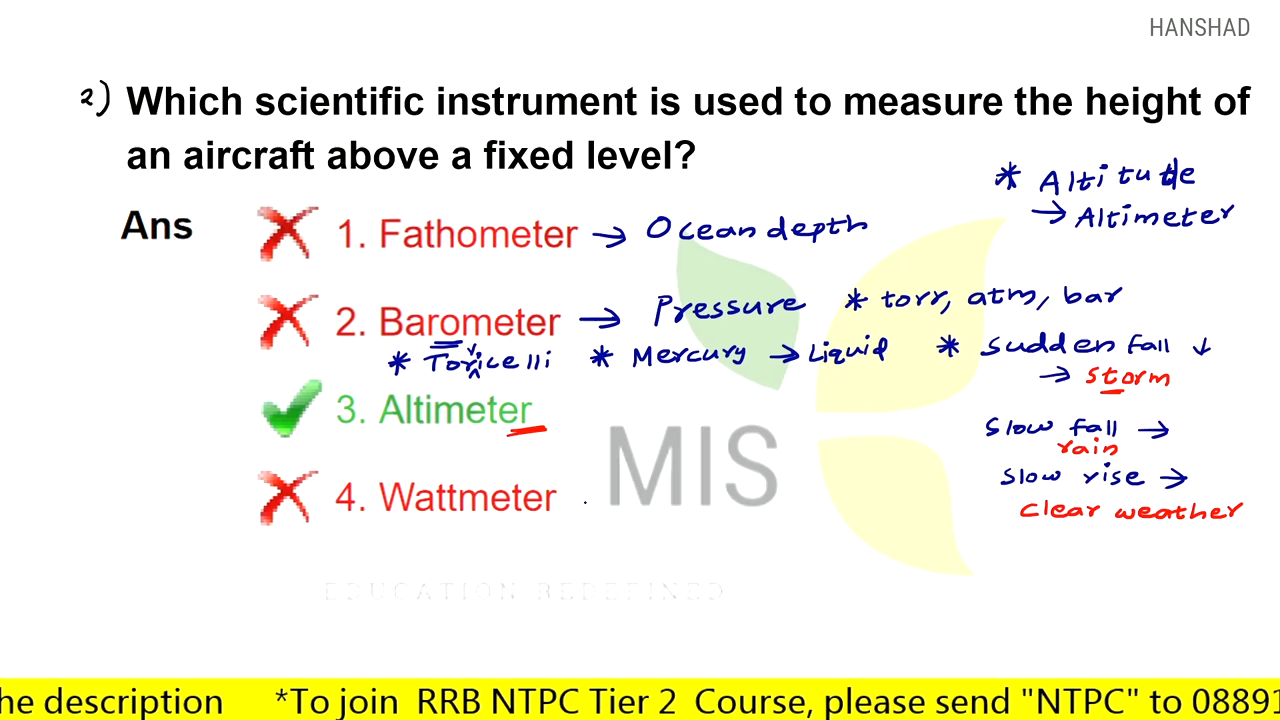 HANSHAD
2) Which scientific instrument is used to measure the height of
an aircraft above a fixed level?
* Altitude
→ Altimeter
Ans
1. Fathometer → Ocean depth
2. Barometer → Pressure * torr, atm, bar
* Torricelli * Mercury → Liquid * Sudden fall ↓
→ storm
3. Altimeter
Slow fall →
rain
Slow rise →
clear weather
4. Wattmeter
MIS
EDUCATION REDEFINED
he description *To join RRB NTPC Tier 2 Course, please send "NTPC" to 08891